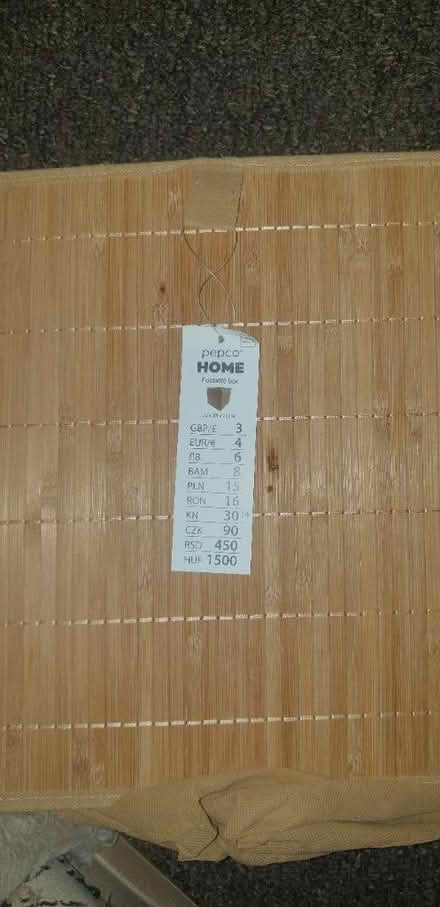 pepco
HOME
Foldable box
GBP/£ 3
EUR/€ 4
ЛВ. 6
BAM 8
PLN 15
RON 16
KN 30
CZK 90
RSD 450
HUF 1500